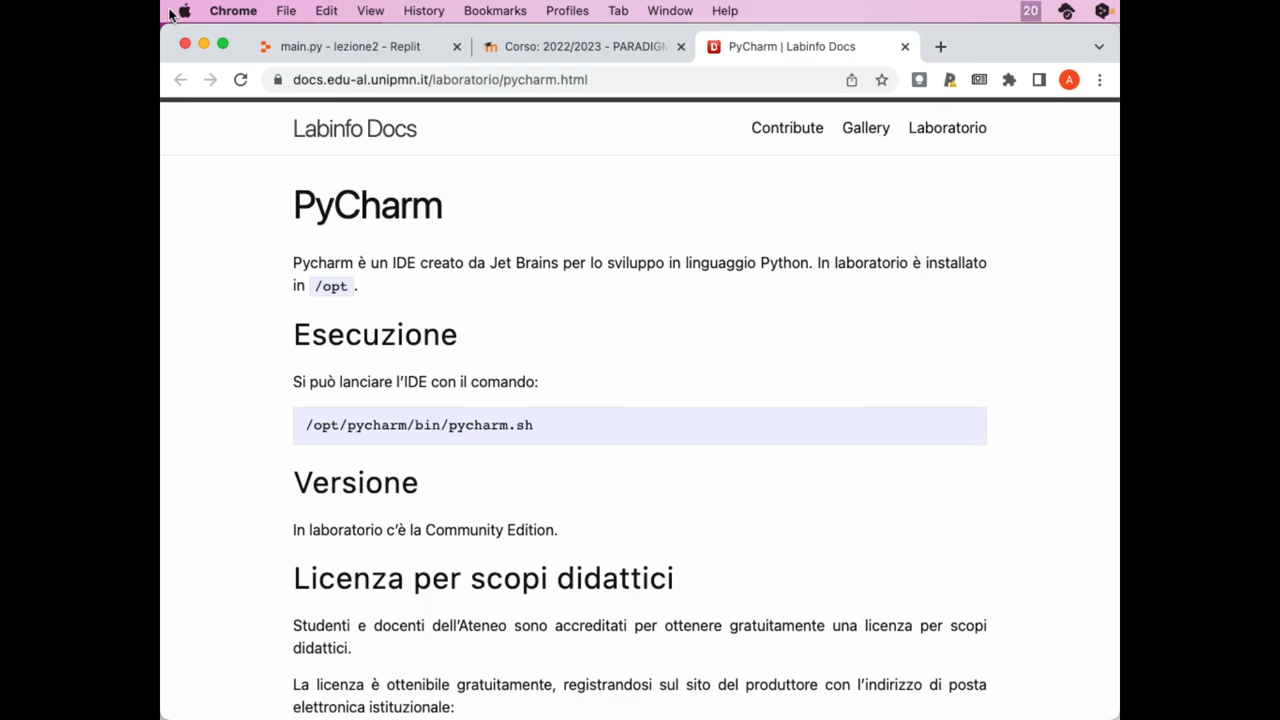 Chrome File Edit View History Bookmarks Profiles Tab Window Help 20
main.py - lezione2 - Replit
Corso: 2022/2023 - PARADIGM
PyCharm | Labinfo Docs
docs.edu-al.unipmn.it/laboratorio/pycharm.html
A
Labinfo Docs
Contribute Gallery Laboratorio
PyCharm
Pycharm è un IDE creato da Jet Brains per lo sviluppo in linguaggio Python. In laboratorio è installato
in /opt .
Esecuzione
Si può lanciare l’IDE con il comando:
/opt/pycharm/bin/pycharm.sh
Versione
In laboratorio c’è la Community Edition.
Licenza per scopi didattici
Studenti e docenti dell’Ateneo sono accreditati per ottenere gratuitamente una licenza per scopi
didattici.
La licenza è ottenibile gratuitamente, registrandosi sul sito del produttore con l’indirizzo di posta
elettronica istituzionale: